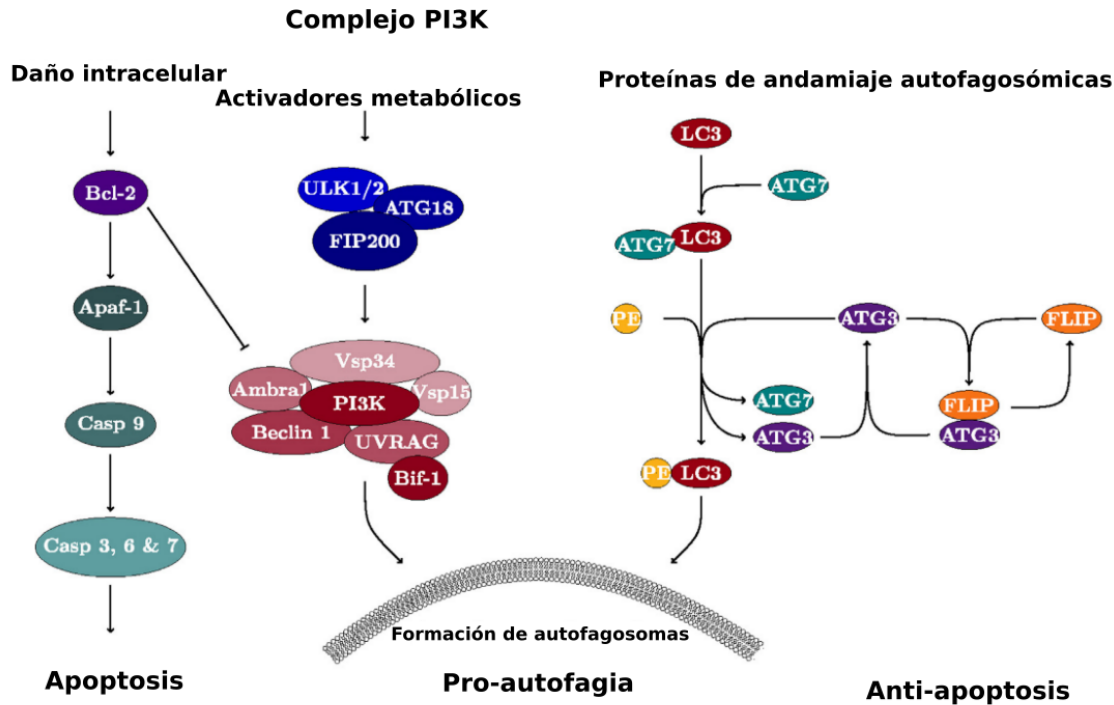 Complejo PI3K
Daño intracelular
Activadores metabólicos
Proteínas de andamiaje autofagosómicas
Bcl-2
Apaf-1
Casp 9
Casp 3, 6 & 7
Apoptosis
ULK1/2
ATG18
FIP200
Vsp34
Ambra1
Vsp15
PI3K
Beclin 1
UVRAG
Bif-1
LC3
ATG7
ATG7
LC3
PE
ATG3
FLIP
ATG7
FLIP
ATG3
ATG3
PE
LC3
Formación de autofagosomas
Pro-autofagia
Anti-apoptosis